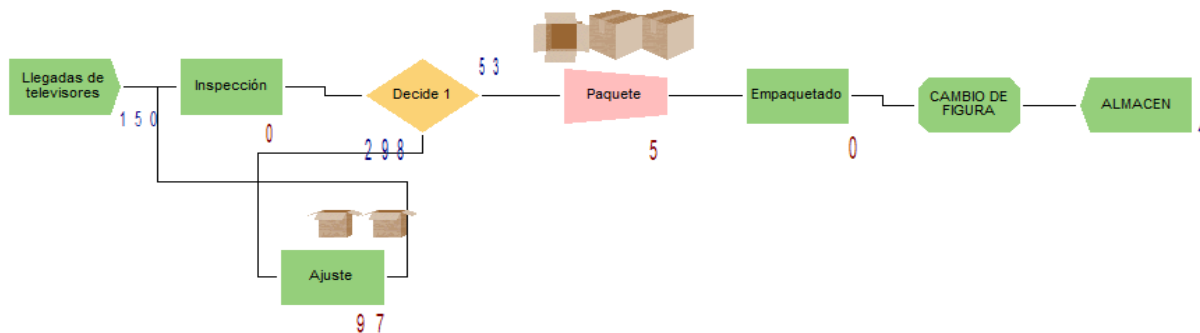 Llegadas de
televisores
150
Inspección
0
Decide 1
53
298
Paquete
5
Empaquetado
0
CAMBIO DE
FIGURA
ALMACEN
Ajuste
97